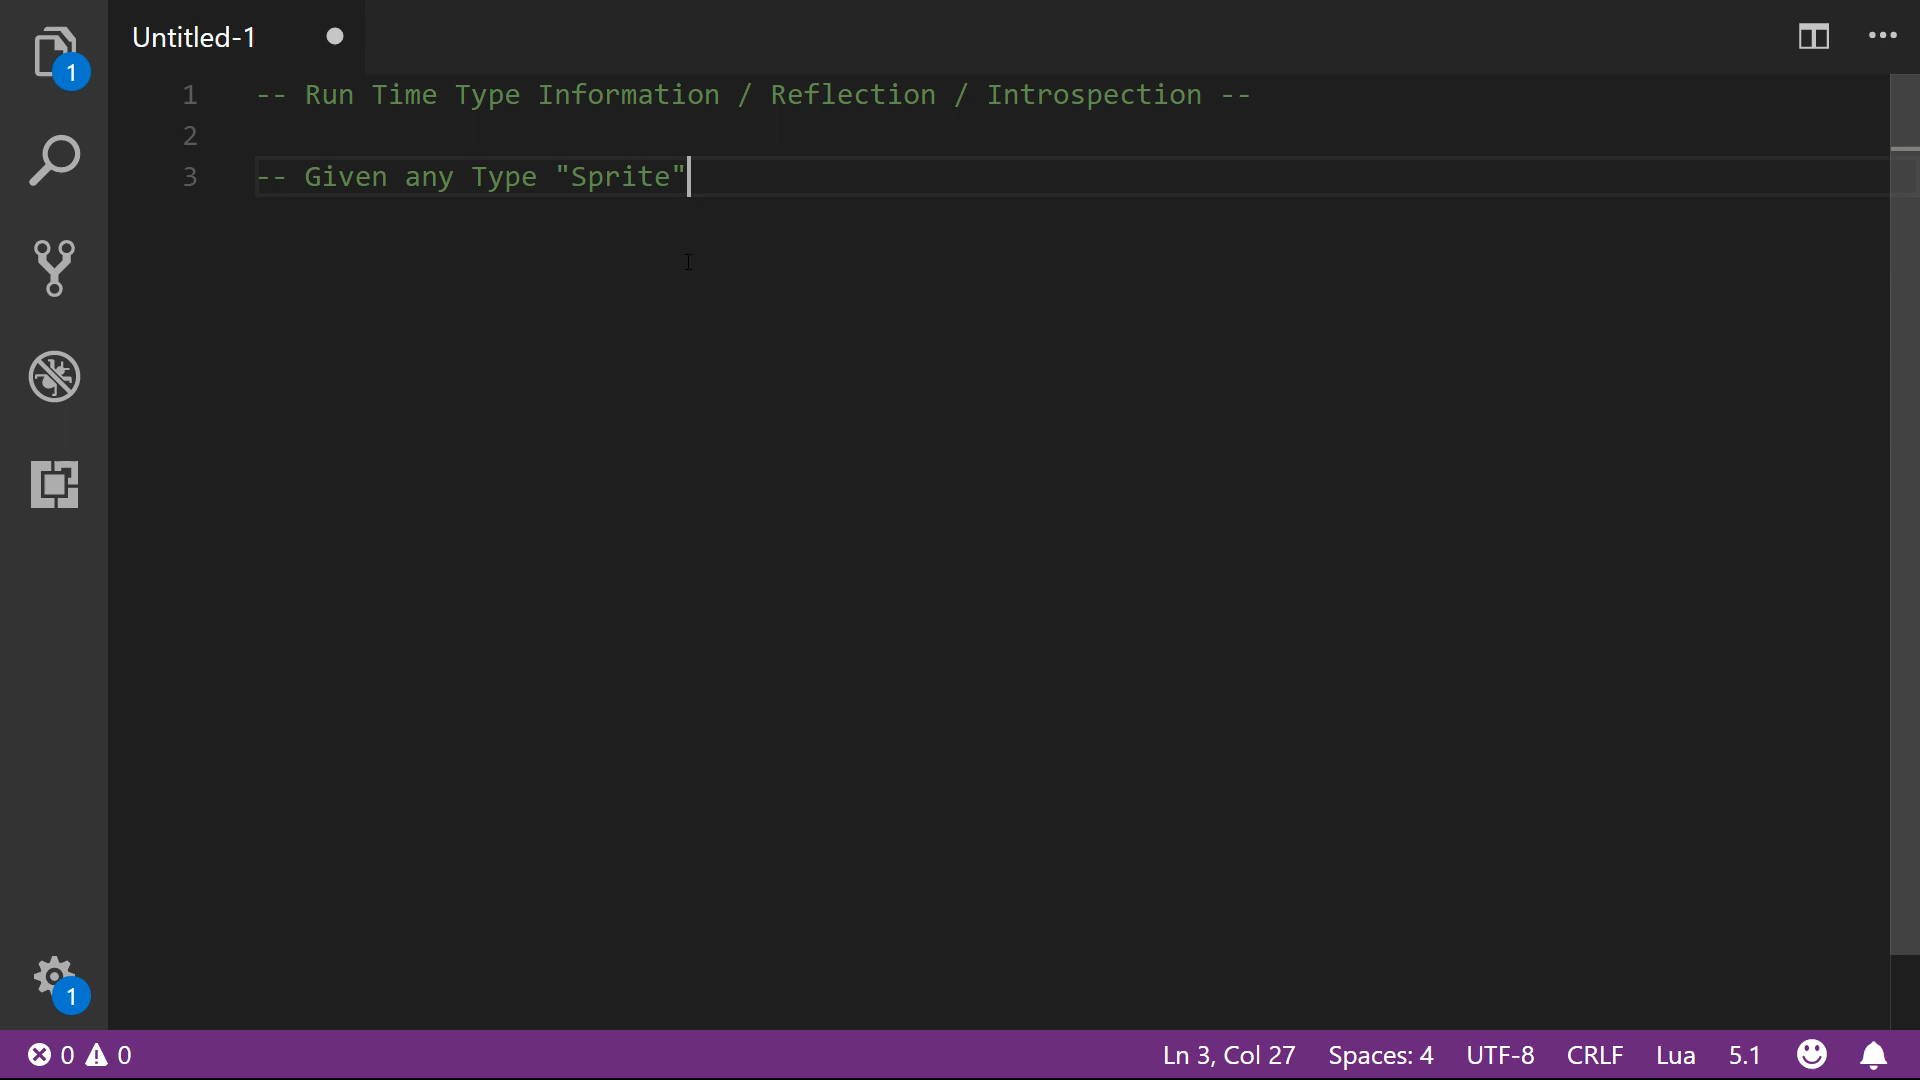 Untitled-1
1 -- Run Time Type Information / Reflection / Introspection --
2
3 -- Given any Type "Sprite"
1
1
0 0 Ln 3, Col 27 Spaces: 4 UTF-8 CRLF Lua 5.1